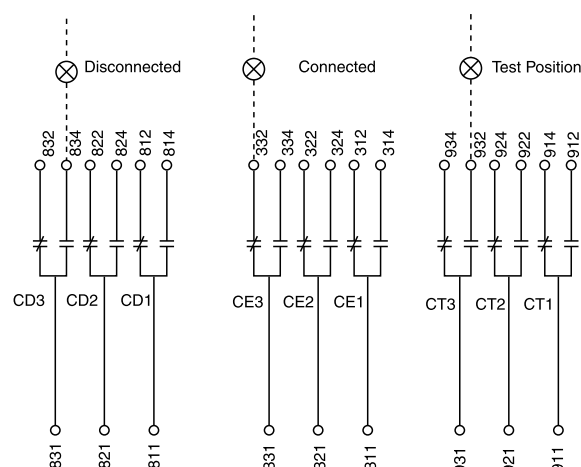 Disconnected
Connected
Test Position
832 834 822 824 812 814
332 334 322 324 312 314
934 932 924 922 914 912
CD3 CD2 CD1
CE3 CE2 CE1
CT3 CT2 CT1
831 821 811
331 321 311
931 921 911